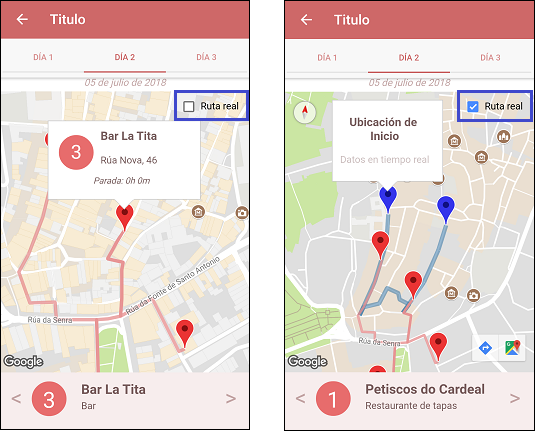 Titulo
DÍA 1
DÍA 2
DÍA 3
05 de julio de 2018
Ruta real
3
Bar La Tita
Rúa Nova, 46
Parada: 0h 0m
Rúa da Fonte de Santo Antonio
Rúa da Senra
Google
<
3
Bar La Tita
Bar
>
Titulo
DÍA 1
DÍA 2
DÍA 3
05 de julio de 2018
Ruta real
Ubicación de
Inicio
Datos en tiempo real
Rúa da Senra
Google
<
1
Petiscos do Cardeal
Restaurante de tapas
>